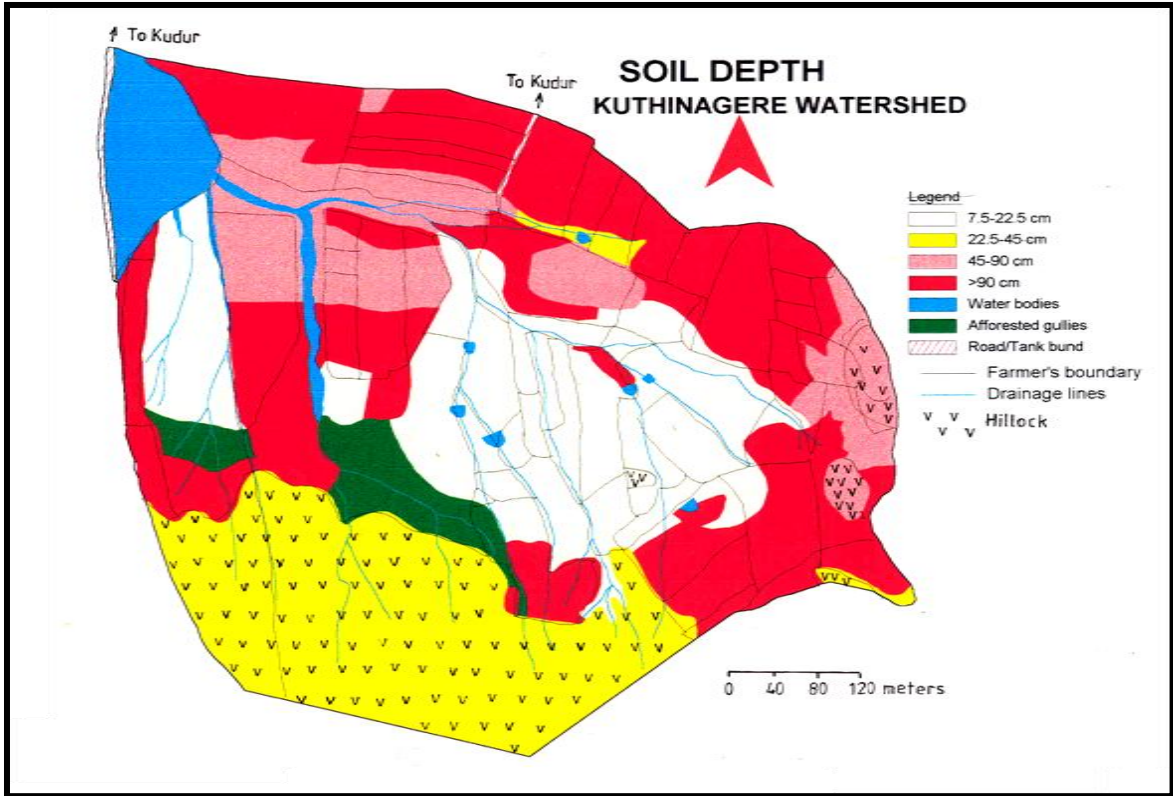 To Kudur
To Kudur
SOIL DEPTH
KUTHINAGERE WATERSHED
Legend
7.5-22.5 cm
22.5-45 cm
45-90 cm
>90 cm
Water bodies
Afforested gullies
Road/Tank bund
Farmer's boundary
Drainage lines
Hillock
0 40 80 120 meters